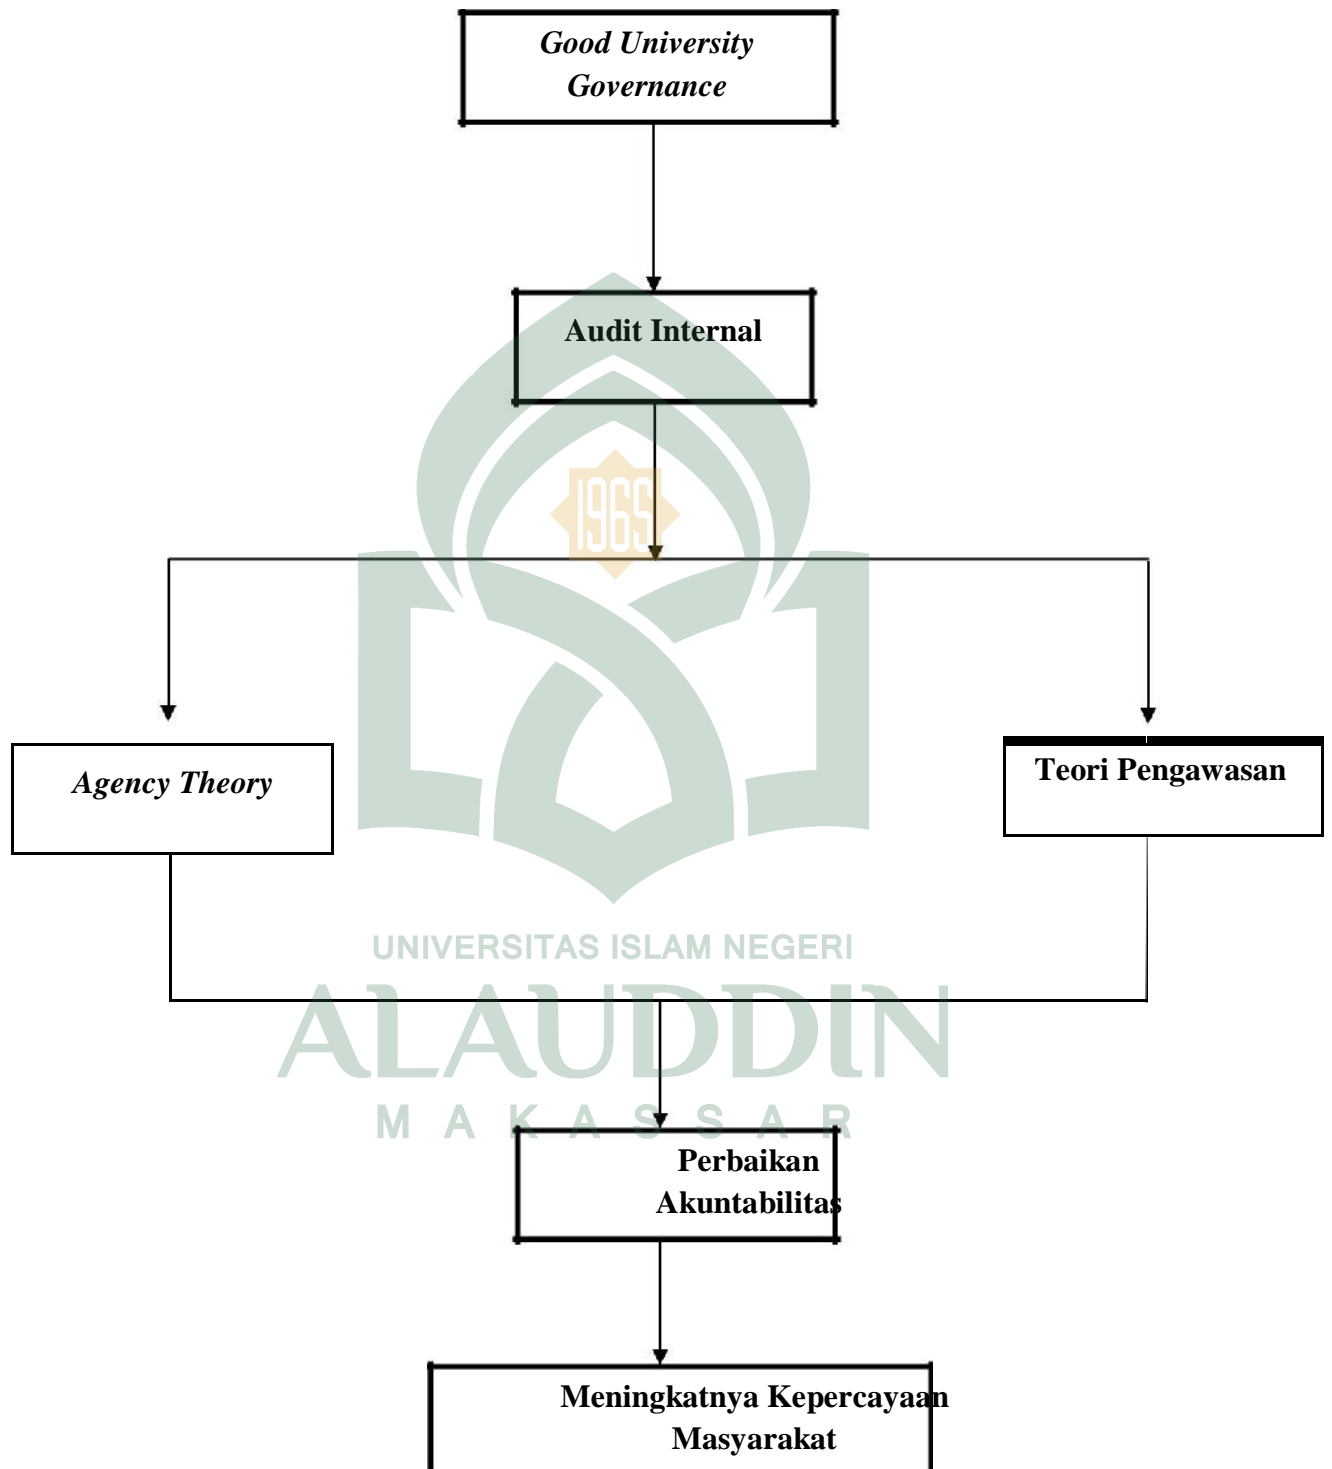 Good University
Governance
Audit Internal
1965
Agency Theory
Teori Pengawasan
UNIVERSITAS ISLAM NEGERI
ALAUDDIN
MAKASSAR
Perbaikan
Akuntabilitas
Meningkatnya Kepercayaan
Masyarakat